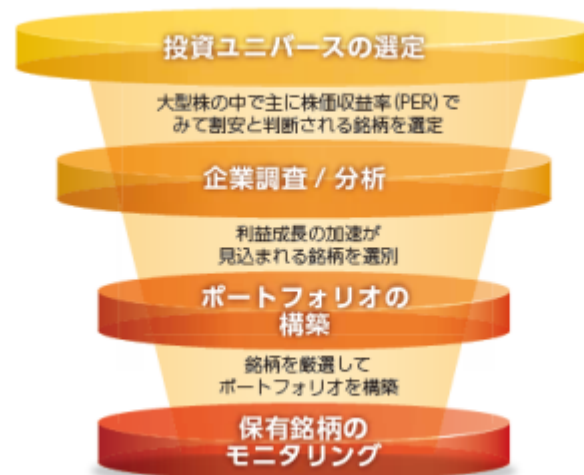 投資ユニバースの選定
大型株の中で主に株価収益率(PER)で
みて割安と判断される銘柄を選定
企業調査 / 分析
利益成長の加速が
見込まれる銘柄を選別
ポートフォリオの
構築
銘柄を厳選して
ポートフォリオを構築
保有銘柄の
モニタリング